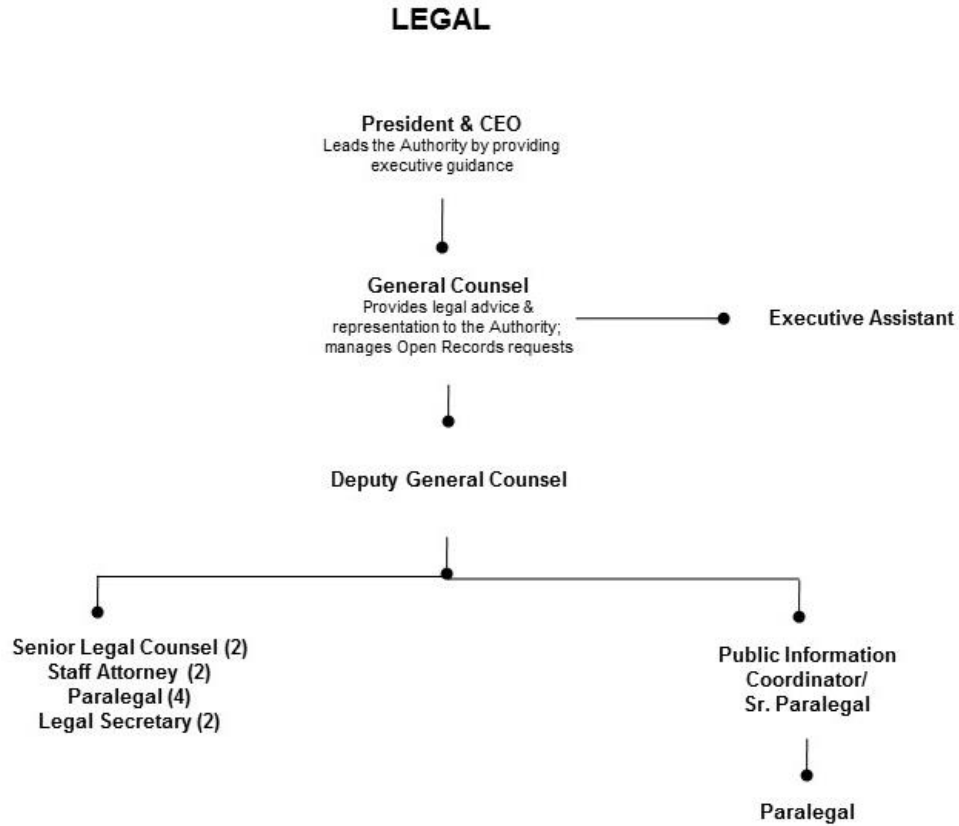 LEGAL
President & CEO
Leads the Authority by providing
executive guidance
General Counsel
Provides legal advice &
representation to the Authority;
manages Open Records requests
Executive Assistant
Deputy General Counsel
Senior Legal Counsel (2)
Staff Attorney (2)
Paralegal (4)
Legal Secretary (2)
Public Information
Coordinator/
Sr. Paralegal
Paralegal